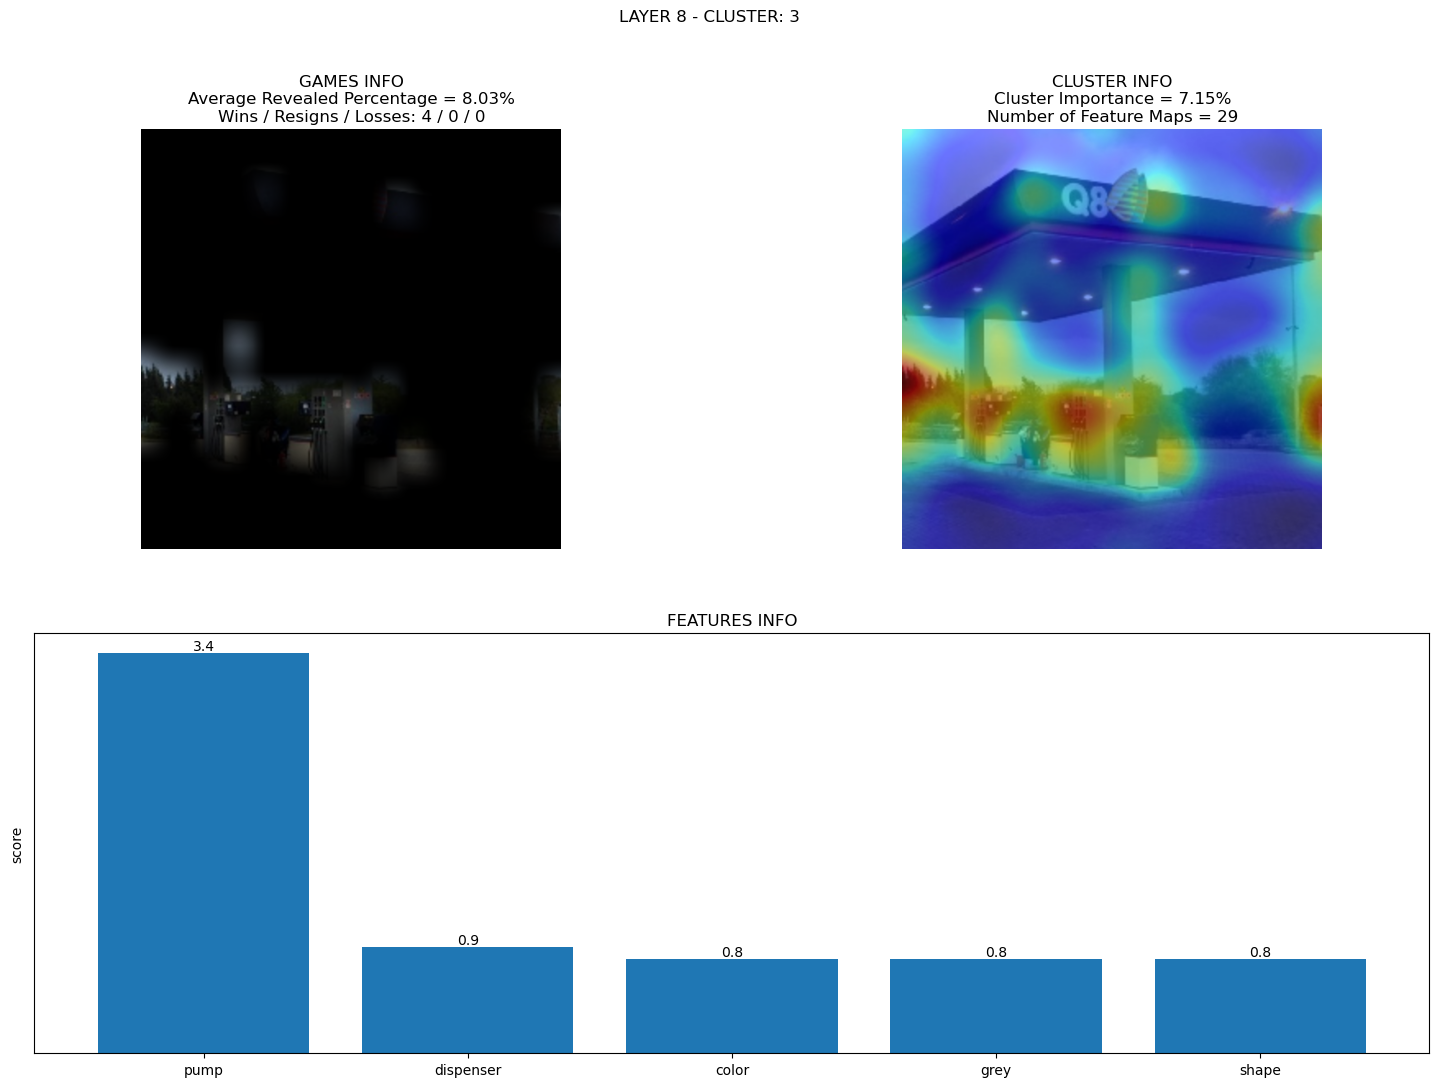 LAYER 8 - CLUSTER: 3
GAMES INFO
Average Revealed Percentage = 8.03%
Wins / Resigns / Losses: 4 / 0 / 0
CLUSTER INFO
Cluster Importance = 7.15%
Number of Feature Maps = 29
Q8
FEATURES INFO
score
3.4
0.9
0.8
0.8
0.8
pump
dispenser
color
grey
shape